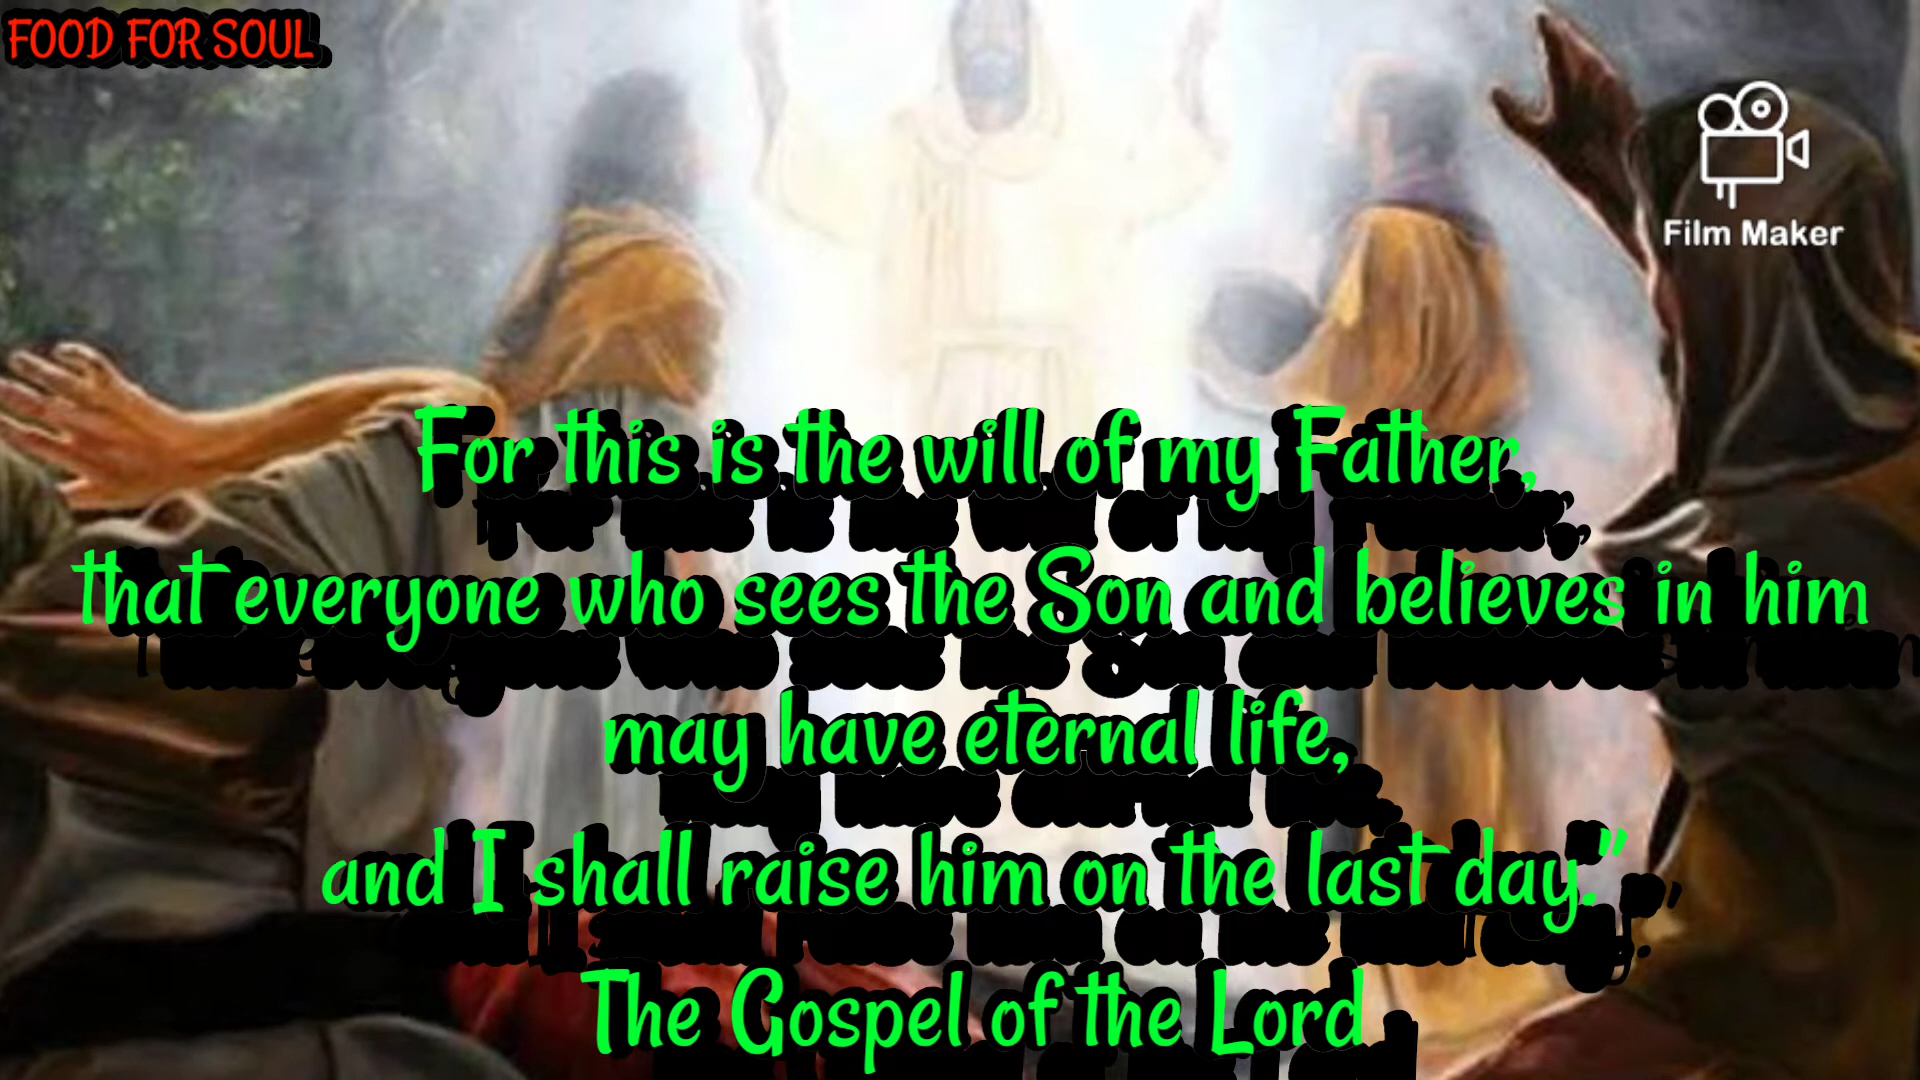 FOOD FOR SOUL
Film Maker
For this is the will of my Father,
that everyone who sees the Son and believes in him
may have eternal life,
and I shall raise him on the last day."
The Gospel of the Lord